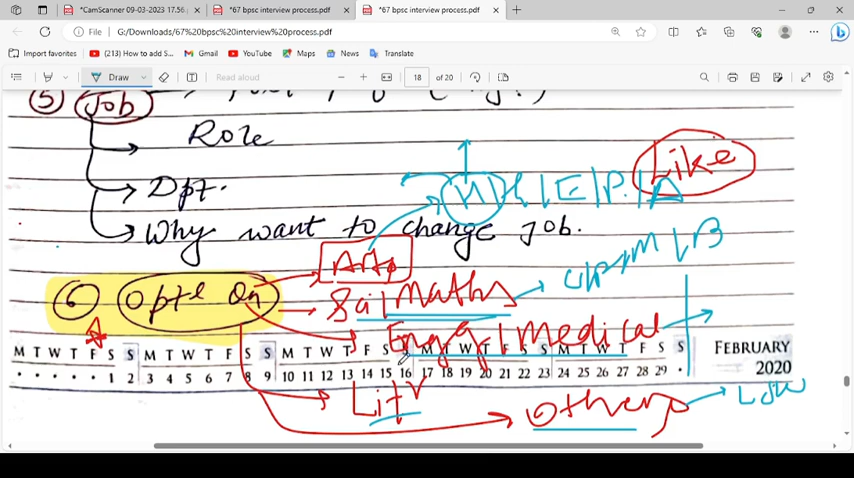 *CamScanner 09-03-2023 17.56.p
*67 bpsc interview process.pdf
*67 bpsc interview process.pdf
File
G:/Downloads/67%20bpsc%20interview%20process.pdf
Import favorites
(213) How to add S...
Gmail
YouTube
Maps
News
Translate
Draw
Read aloud
18
of 20
5 Job
Role
Like
H
Dpt.
Why want to change Job.
Arts
6 Optl Qn
Sci/Maths
Engg/Medical
M T W T F S S M T W T F S S M T W T F S S M T W T F S S M T W T F S S FEBRUARY
• • • • • 1 2 3 4 5 6 7 8 9 10 11 12 13 14 15 16 17 18 19 20 21 22 23 24 25 26 27 28 29 • 2020
Litr
Others
Law